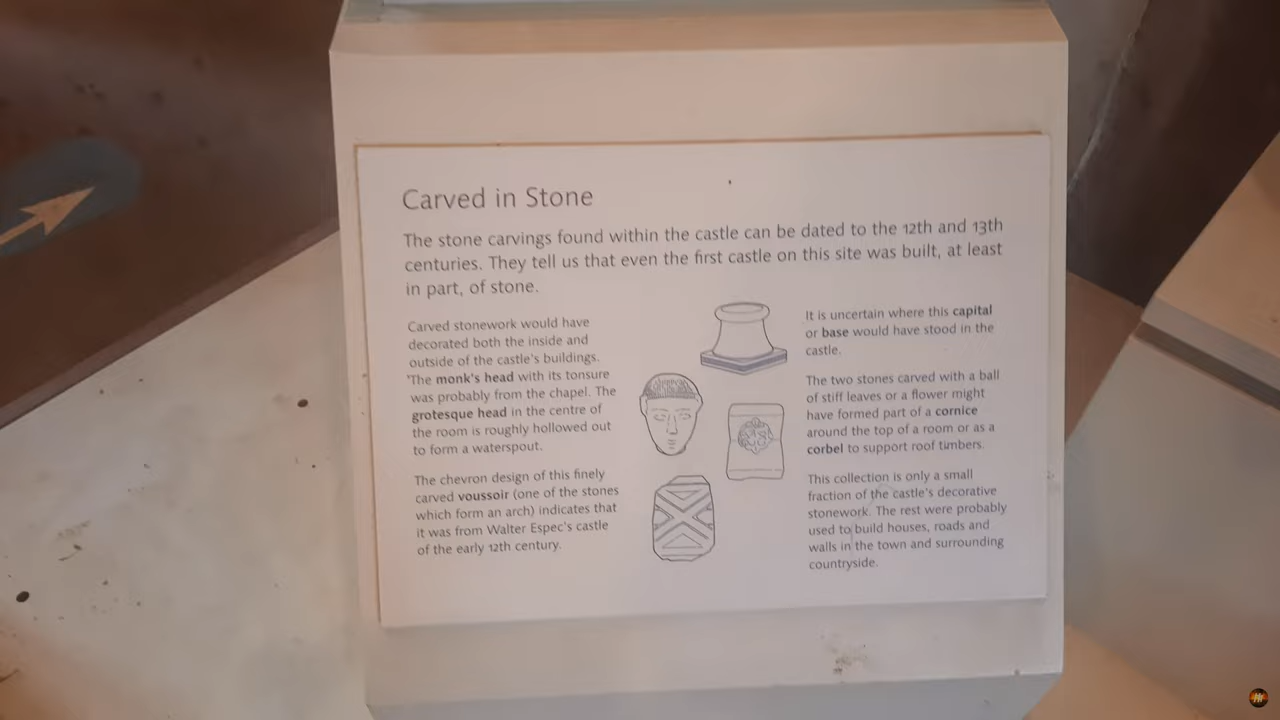 Carved in Stone
The stone carvings found within the castle can be dated to the 12th and 13th
centuries. They tell us that even the first castle on this site was built, at least
in part, of stone.
Carved stonework would have
decorated both the inside and
outside of the castle's buildings.
The monk's head with its tonsure
was probably from the chapel. The
grotesque head in the centre of
the room is roughly hollowed out
to form a waterspout.
The chevron design of this finely
carved voussoir (one of the stones
which form an arch) indicates that
it was from Walter Espec's castle
of the early 12th century.
It is uncertain where this capital
or base would have stood in the
castle.
The two stones carved with a ball
of stiff leaves or a flower might
have formed part of a cornice
around the top of a room or as a
corbel to support roof timbers.
This collection is only a small
fraction of the castle's decorative
stonework. The rest were probably
used to build houses, roads and
walls in the town and surrounding
countryside.